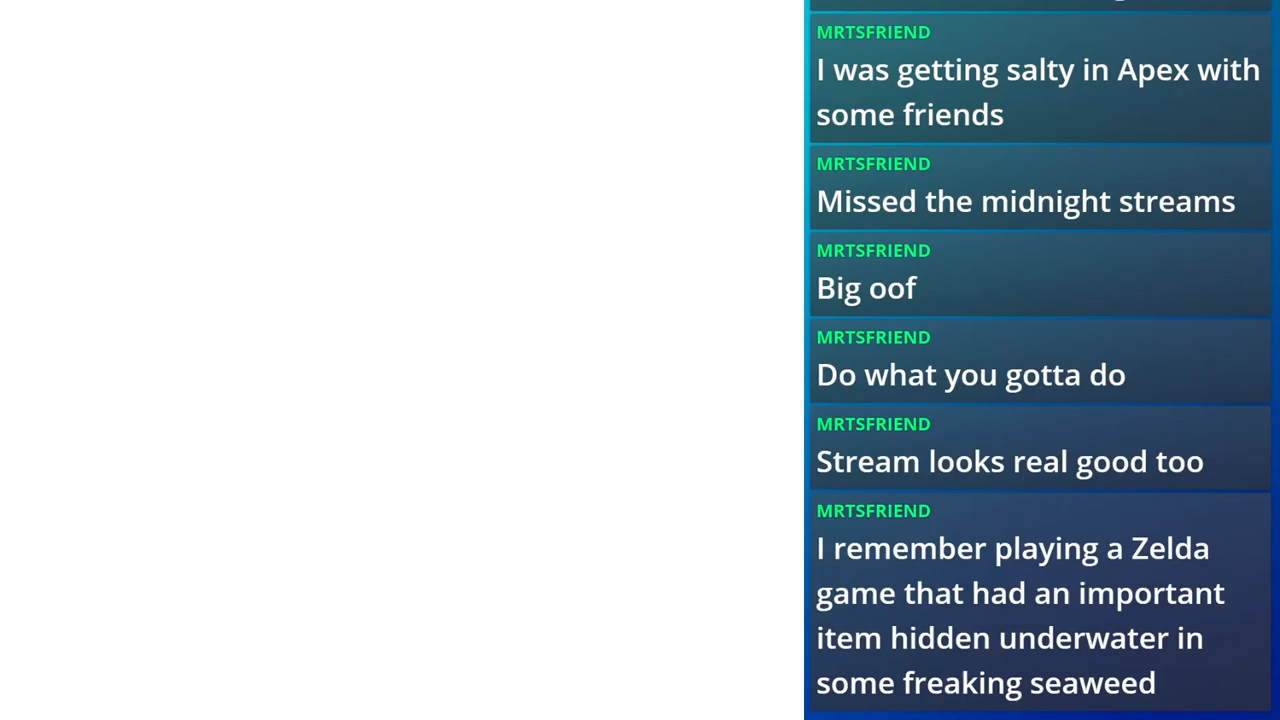 MRTSFRIEND
I was getting salty in Apex with
some friends
MRTSFRIEND
Missed the midnight streams
MRTSFRIEND
Big oof
MRTSFRIEND
Do what you gotta do
MRTSFRIEND
Stream looks real good too
MRTSFRIEND
I remember playing a Zelda
game that had an important
item hidden underwater in
some freaking seaweed